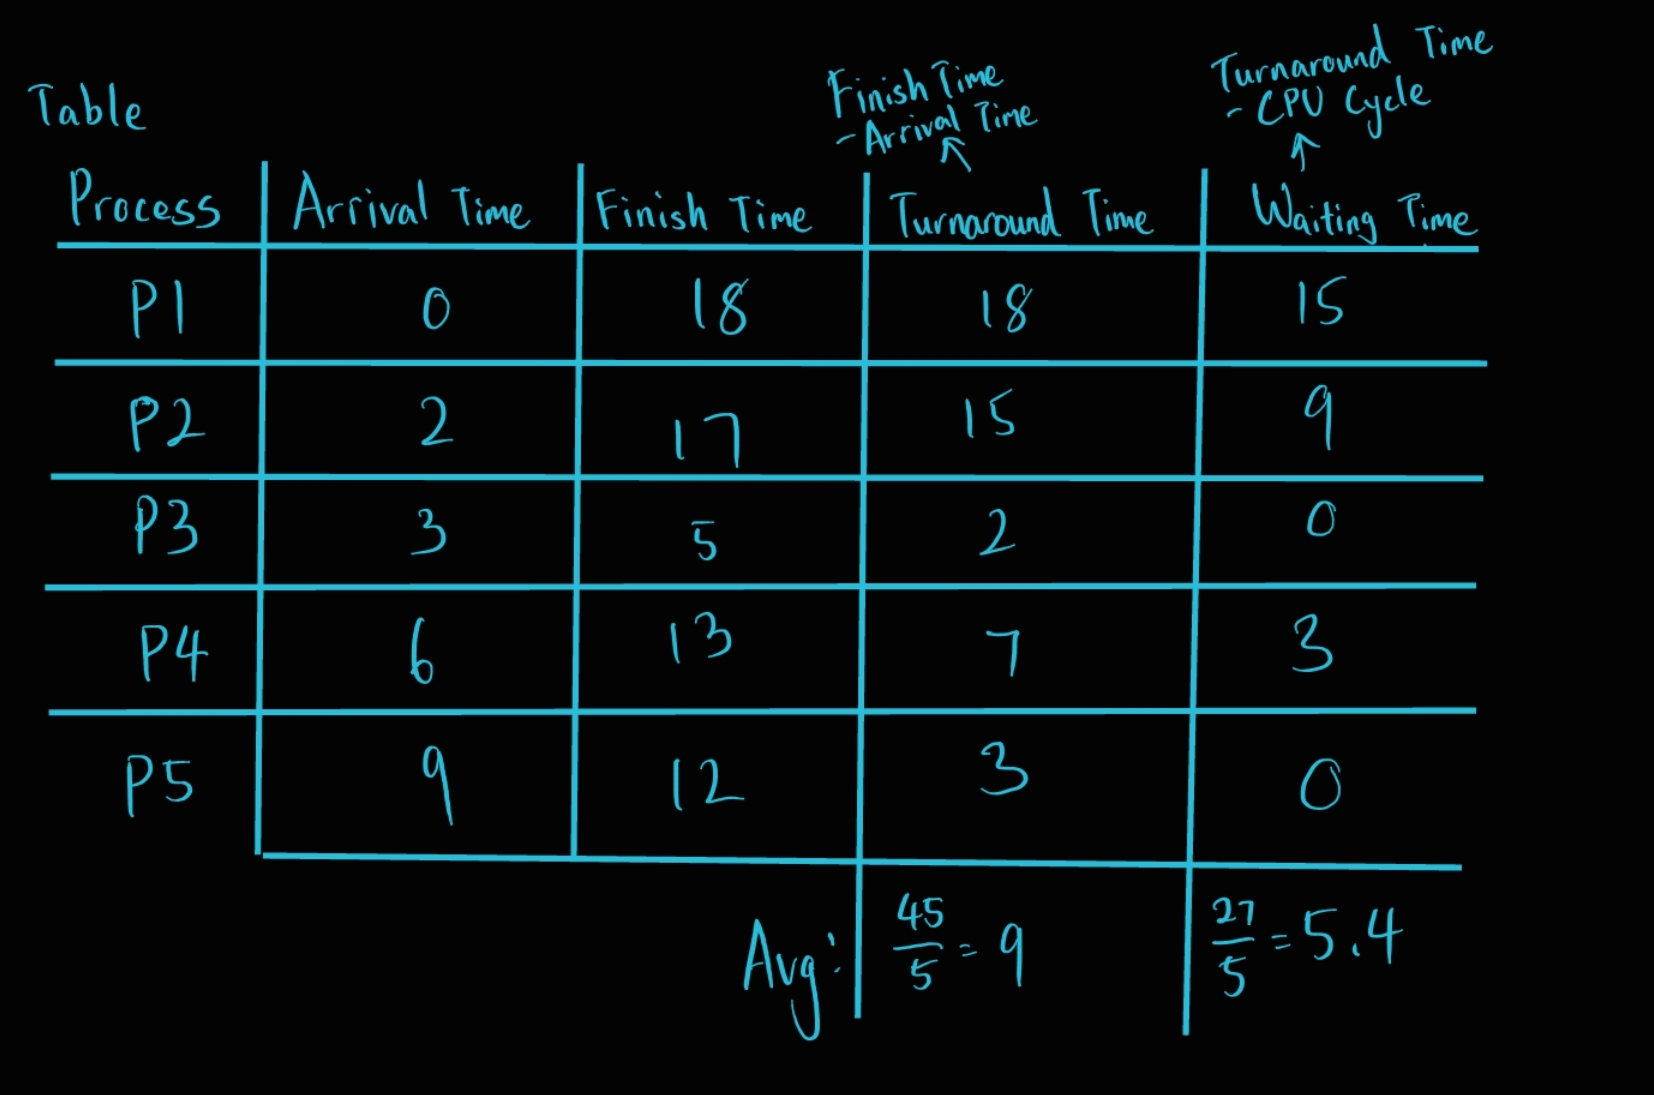 Table
Finish Time
- Arrival Time
Turnaround Time
- CPU Cycle
Process Arrival Time Finish Time Turnaround Time Waiting Time
P1 0 18 18 15
P2 2 17 15 9
P3 3 5 2 0
P4 6 13 7 3
P5 9 12 3 0
Avg: 45/5 = 9 27/5 = 5.4